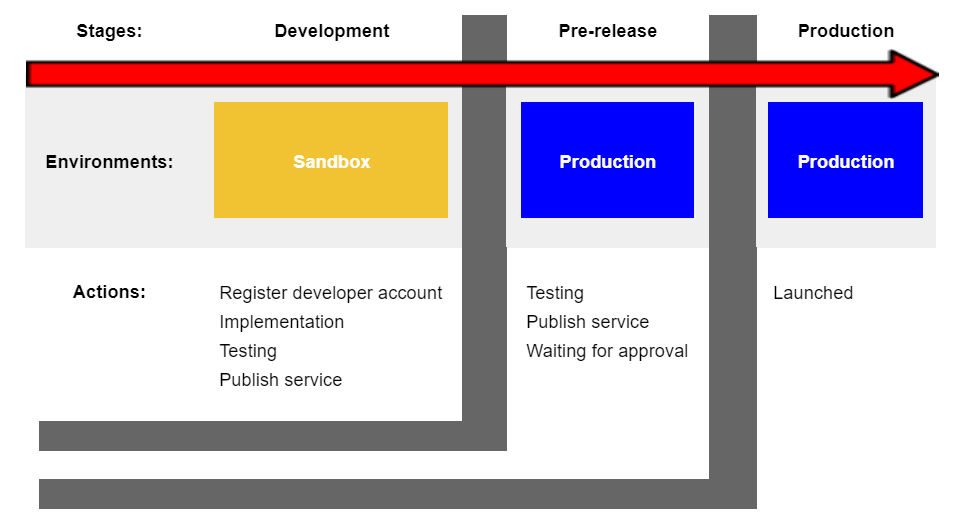 Stages: Development Pre-release Production
Environments: Sandbox Production Production
Actions: Register developer account Testing Launched
Implementation Publish service
Testing Waiting for approval
Publish service